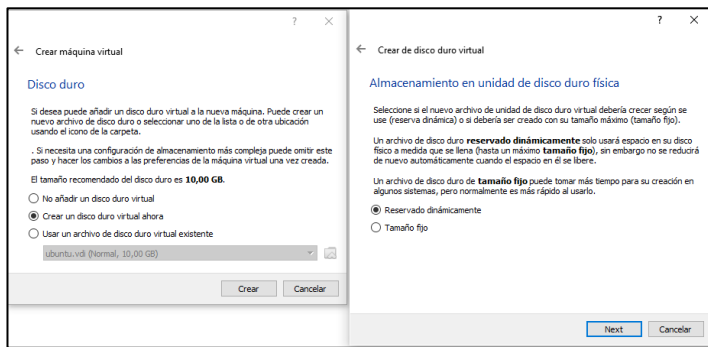 ? ×
← Crear máquina virtual
Disco duro
Si desea puede añadir un disco duro virtual a la nueva máquina. Puede crear un
nuevo archivo de disco duro o seleccionar uno de la lista o de otra ubicación
usando el icono de la carpeta.
. Si necesita una configuración de almacenamiento más compleja puede omitir este
paso y hacer los cambios a las preferencias de la máquina virtual una vez creada.
El tamaño recomendado del disco duro es 10,00 GB.
No añadir un disco duro virtual
Crear un disco duro virtual ahora
Usar un archivo de disco duro virtual existente
ubuntu.vdi (Normal, 10,00 GB)
Crear Cancelar
? ×
← Crear de disco duro virtual
Almacenamiento en unidad de disco duro física
Seleccione si el nuevo archivo de unidad de disco duro virtual debería crecer según se
use (reserva dinámica) o si debería ser creado con su tamaño máximo (tamaño fijo).
Un archivo de disco duro reservado dinámicamente solo usará espacio en su disco
físico a medida que se llena (hasta un máximo tamaño fijo), sin embargo no se reducirá
de nuevo automáticamente cuando el espacio en él se libere.
Un archivo de disco duro de tamaño fijo puede tomar más tiempo para su creación en
algunos sistemas, pero normalmente es más rápido al usarlo.
Reservado dinámicamente
Tamaño fijo
Next Cancelar